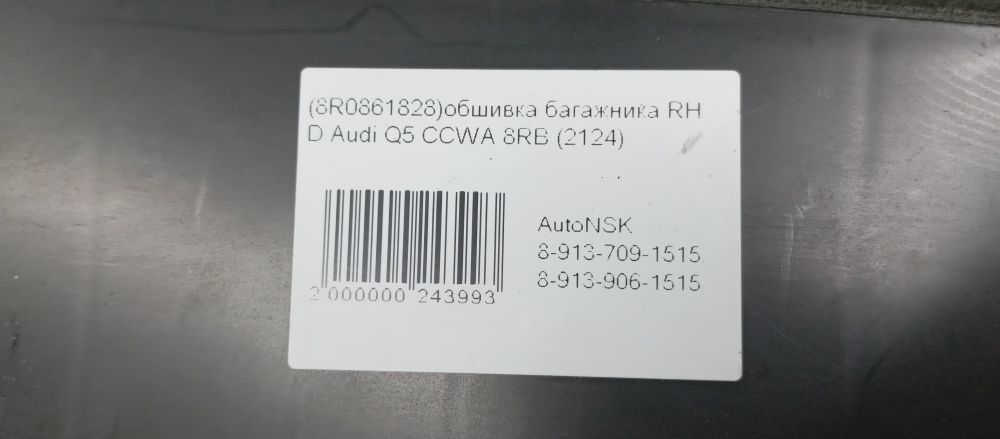 (8R0861828)обшивка багажника RH
D Audi Q5 CCWA 8RB (2124)
AutoNSK
8-913-709-1515
8-913-906-1515
2 000000 243993